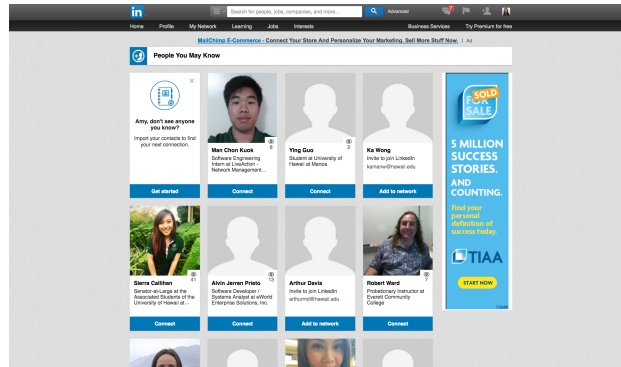 in
Search for people, jobs, companies, and more...
Advanced
Home
Profile
My Network
Learning
Jobs
Interests
Business Services
Try Premium for free
MailChimp E-Commerce - Connect Your Store And Personalize Your Marketing. Sell More Stuff Now. | Ad
People You May Know
Amy, don't see anyone
you know?
Import your contacts to find
your next connection.
Get started
8
Man Chon Kuok
Software Engineering
Intern at LiveAction -
Network Management...
Connect
2
Ying Guo
Student at University of
Hawaii at Manoa
Connect
Ka Wong
Invite to join LinkedIn
kamanw@hawaii.edu
Add to network
41
Sierra Callihan
Senator-at-Large at the
Associated Students of the
University of Hawaii at...
Connect
13
Alvin Jerren Prieto
Software Developer /
Systems Analyst at eWorld
Enterprise Solutions, Inc.
Connect
Arthur Davis
Invite to join LinkedIn
arthurmd@hawaii.edu
Add to network
7
Robert Ward
Probationary Instructor at
Everett Community
College
Connect
FOR
SOLD
SALE
5 MILLION
SUCCESS
STORIES.
AND
COUNTING.
Find your
personal
definition of
success today.
TIAA
START NOW